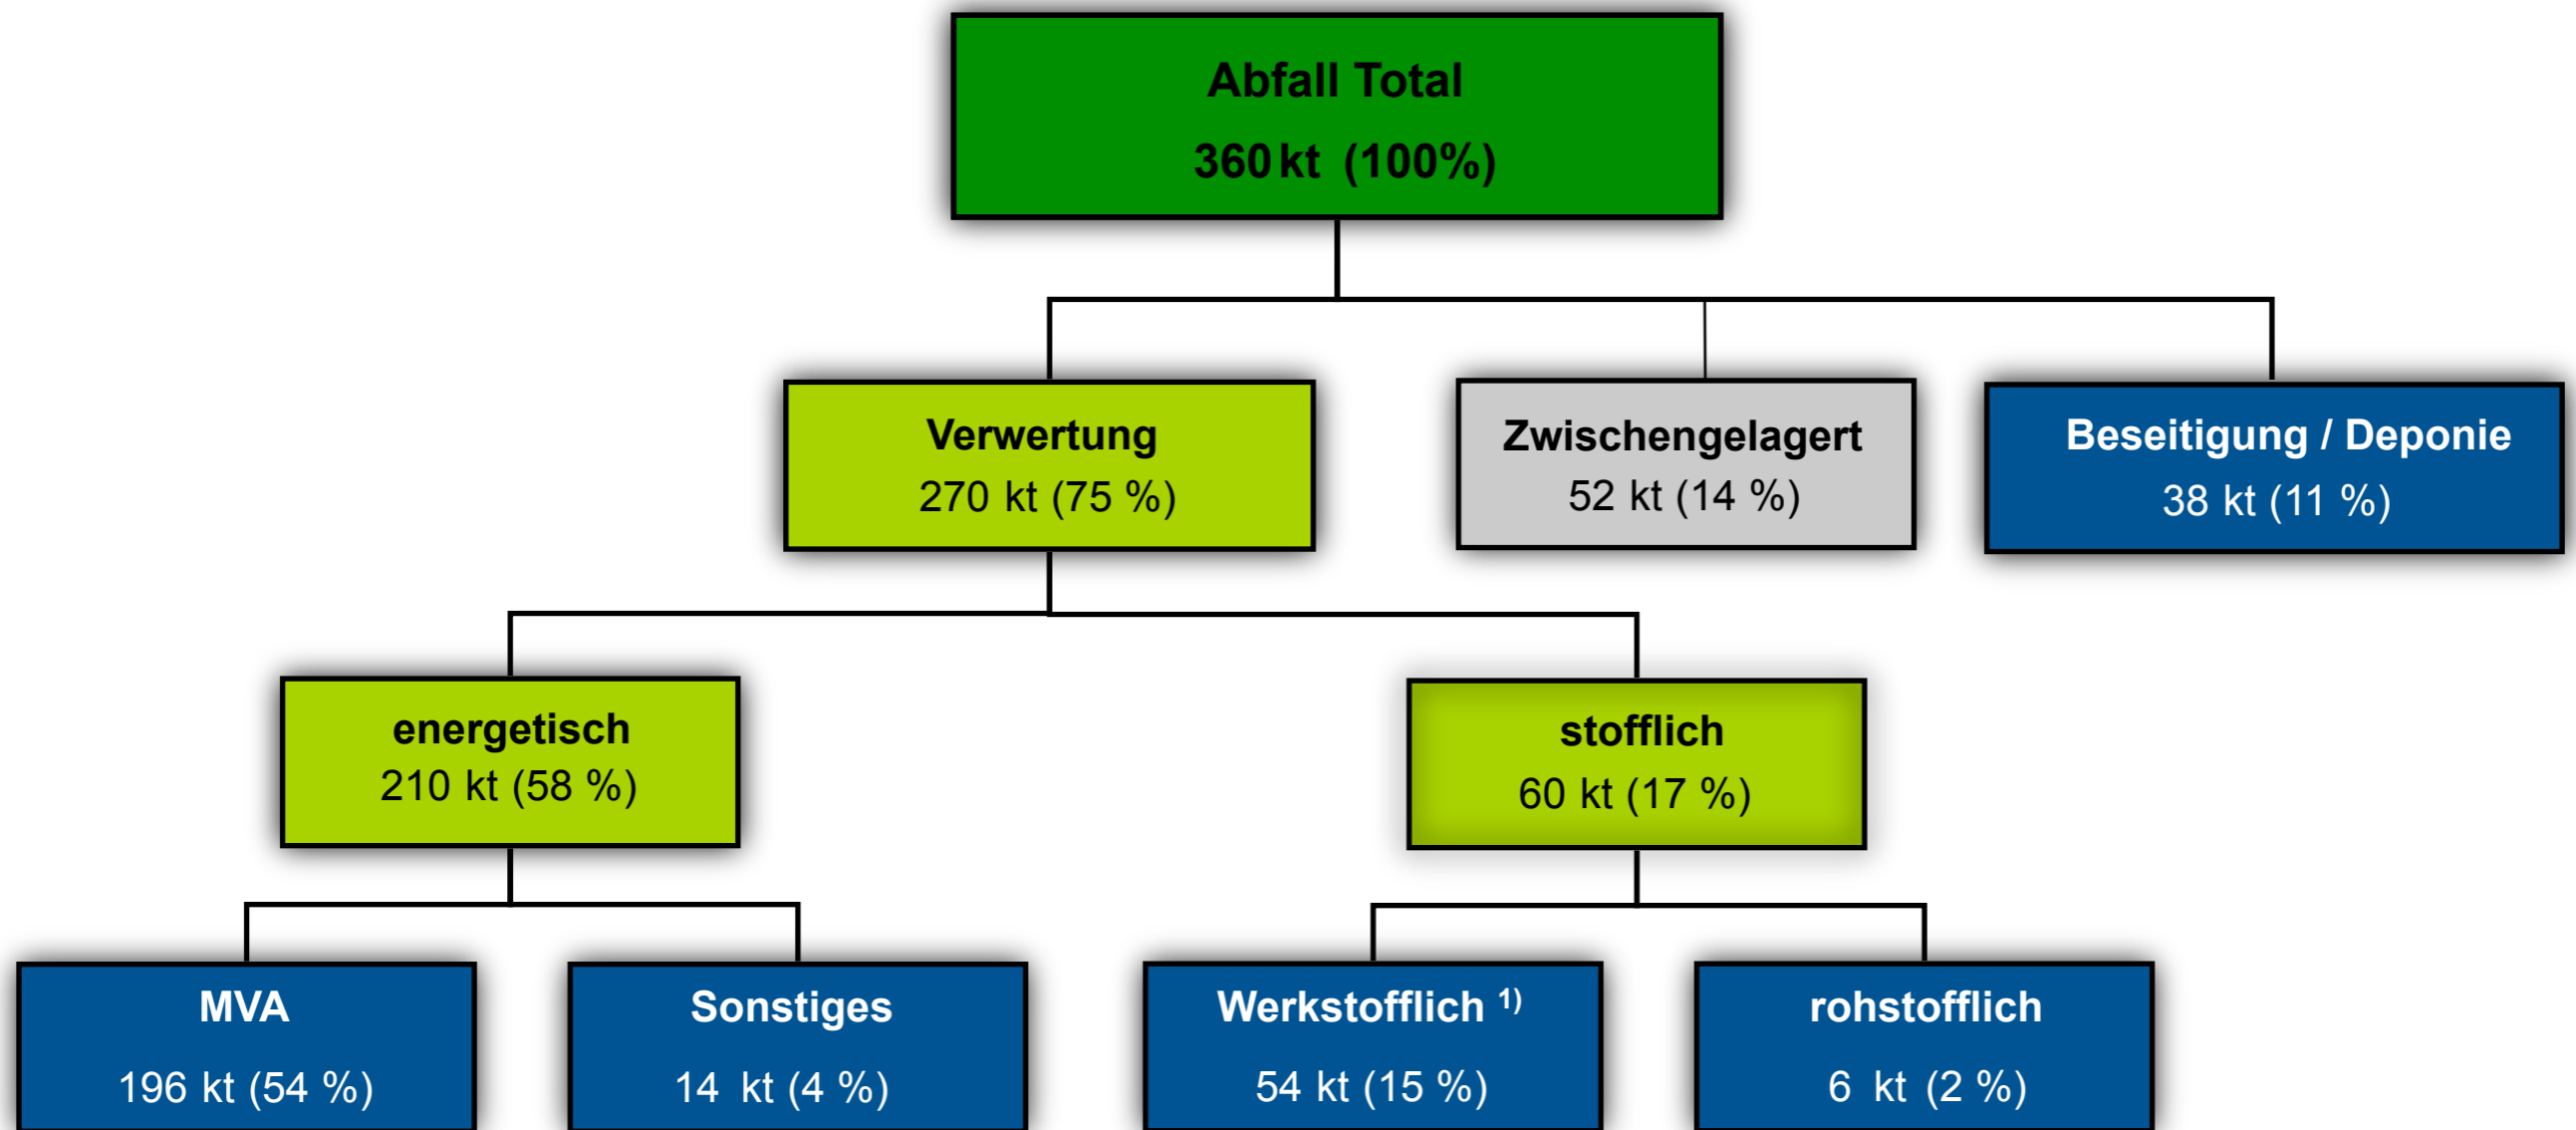 Abfall Total
360 kt (100%)
Verwertung
270 kt (75 %)
Zwischengelagert
52 kt (14 %)
Beseitigung / Deponie
38 kt (11 %)
energetisch
210 kt (58 %)
stofflich
60 kt (17 %)
MVA
196 kt (54 %)
Sonstiges
14 kt (4 %)
Werkstofflich 1)
54 kt (15 %)
rohstofflich
6 kt (2 %)